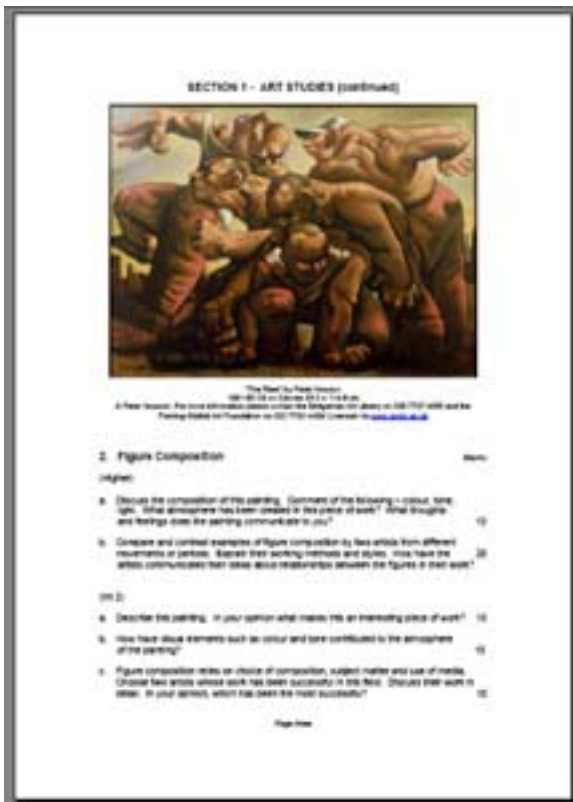 SECTION 1 - ART STUDIES (continued)
by Peter Howson
2. Figure Composition
Marks
(Higher)
a. Discuss the composition of this painting. Comment of the following - colour, tone,
light. What atmosphere has been created in this piece of work? What thoughts
and feelings does the painting communicate to you? 10
b. Compare and contrast examples of figure composition by two artists from different
movements or periods. Explain their working methods and styles. How have the 20
artists communicated their ideas about relationships between the figures in their work?
(Int 2)
a. Describe this painting. In your opinion what makes this an interesting piece of work? 10
b. How have visual elements such as colour and tone contributed to the atmosphere
of the painting? 10
c. Figure composition relies on choice of composition, subject matter and use of media.
Choose two artists whose work has been successful in this field. Discuss their work in
detail. In your opinion, which has been the most successful? 10
Page